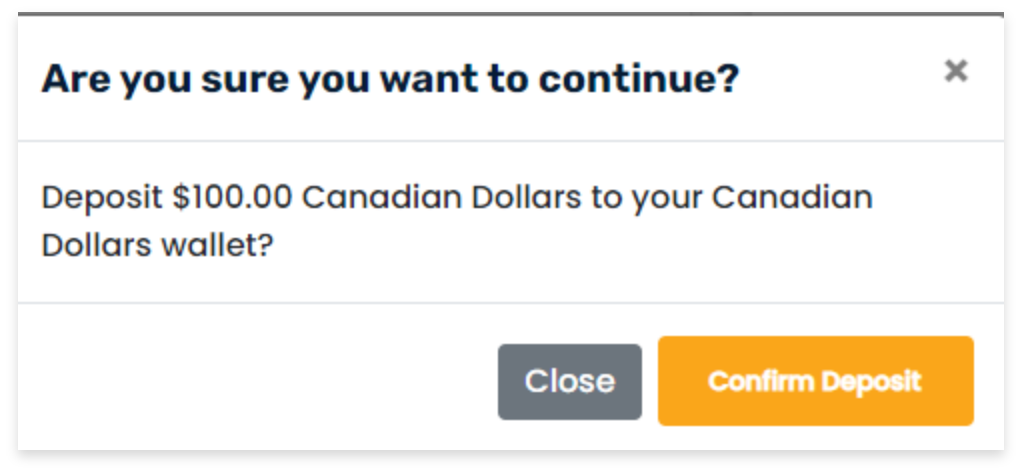 Are you sure you want to continue?
×
Deposit $100.00 Canadian Dollars to your Canadian
Dollars wallet?
Close
Confirm Deposit